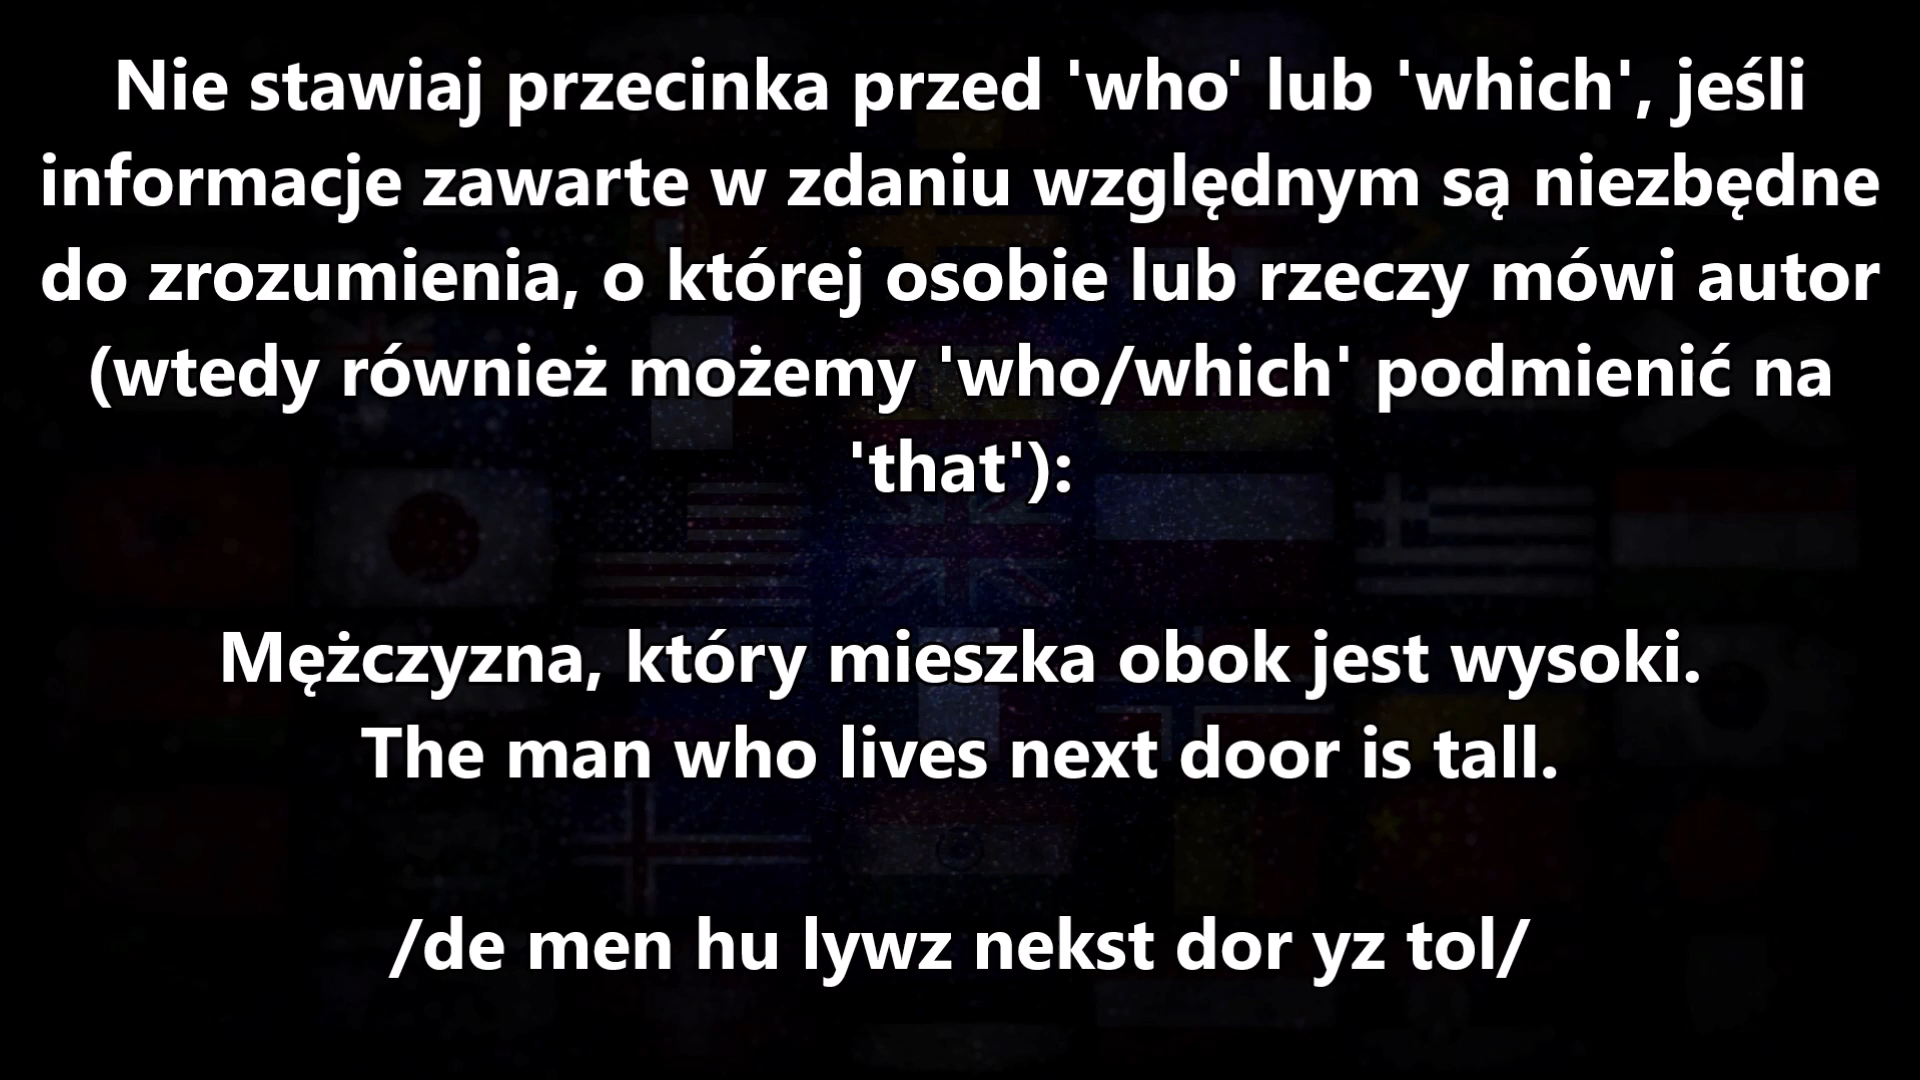 Nie stawiaj przecinka przed 'who' lub 'which', jeśli
informacje zawarte w zdaniu względnym są niezbędne
do zrozumienia, o której osobie lub rzeczy mówi autor
(wtedy również możemy 'who/which' podmienić na
'that'):
Mężczyzna, który mieszka obok jest wysoki.
The man who lives next door is tall.
/de men hu lywz nekst dor yz tol/